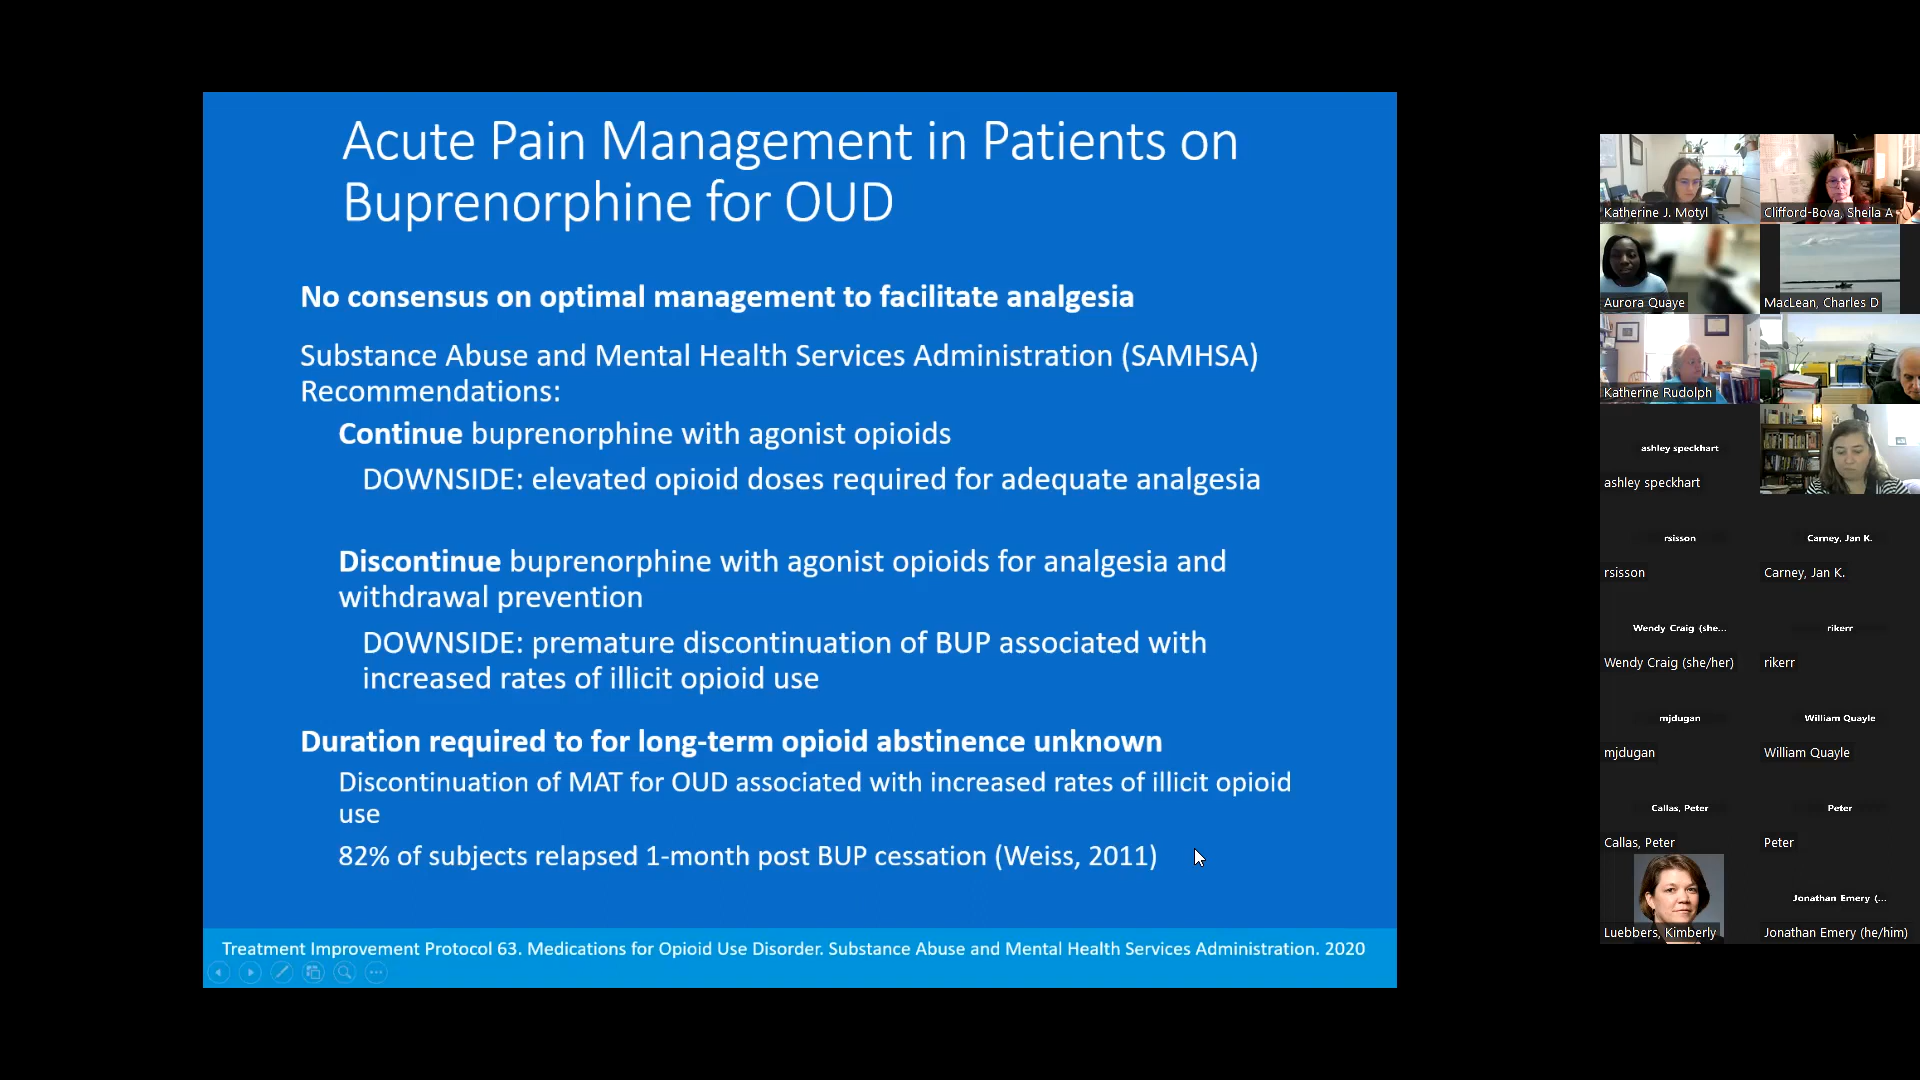 Acute Pain Management in Patients on
Buprenorphine for OUD
No consensus on optimal management to facilitate analgesia
Substance Abuse and Mental Health Services Administration (SAMHSA)
Recommendations:
Continue buprenorphine with agonist opioids
DOWNSIDE: elevated opioid doses required for adequate analgesia
Discontinue buprenorphine with agonist opioids for analgesia and
withdrawal prevention
DOWNSIDE: premature discontinuation of BUP associated with
increased rates of illicit opioid use
Duration required to for long-term opioid abstinence unknown
Discontinuation of MAT for OUD associated with increased rates of illicit opioid
use
82% of subjects relapsed 1-month post BUP cessation (Weiss, 2011)
Treatment Improvement Protocol 63. Medications for Opioid Use Disorder. Substance Abuse and Mental Health Services Administration. 2020
Katherine J. Motyl
Clifford-Bova, Sheila A
Aurora Quaye
MacLean, Charles D
Katherine Rudolph
ashley speckhart
ashley speckhart
rsisson
rsisson
Carney, Jan K.
Carney, Jan K.
Wendy Craig (she...
Wendy Craig (she/her)
rikerr
rikerr
mjdugan
mjdugan
William Quayle
William Quayle
Callas, Peter
Callas, Peter
Peter
Peter
Luebbers, Kimberly
Jonathan Emery (...
Jonathan Emery (he/him)